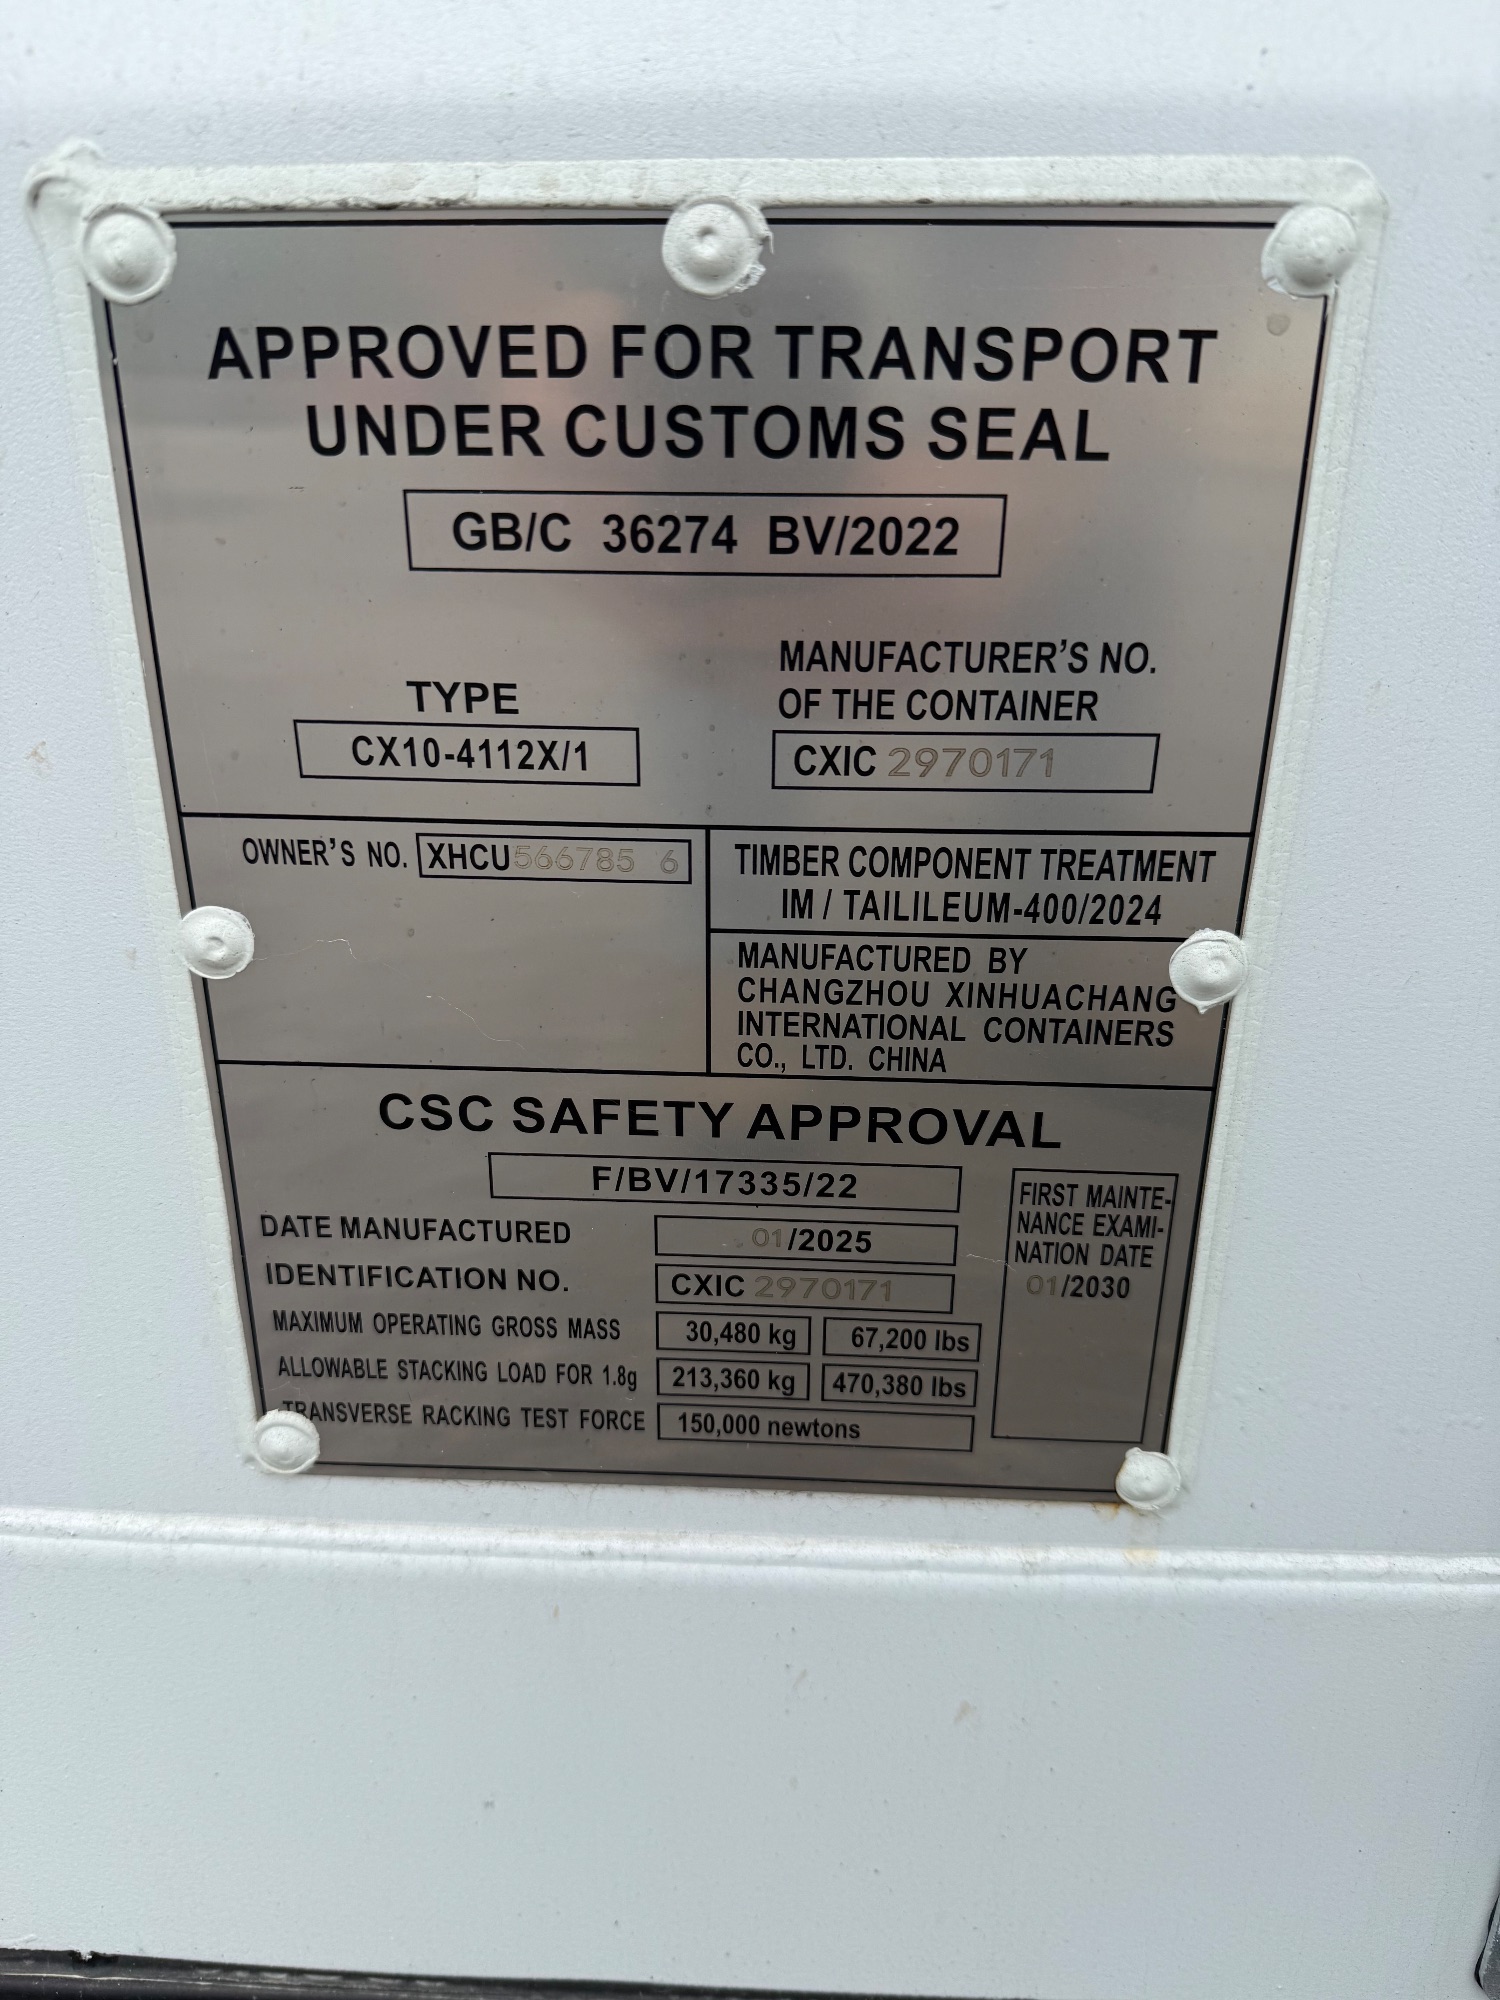 APPROVED FOR TRANSPORT
UNDER CUSTOMS SEAL
GB/C 36274 BV/2022
TYPE
CX10-4112X/1
MANUFACTURER'S NO.
OF THE CONTAINER
CXIC 2970171
OWNER'S NO. XHCU 566785 6
TIMBER COMPONENT TREATMENT
IM / TAILILEUM-400/2024
MANUFACTURED BY
CHANGZHOU XINHUACHANG
INTERNATIONAL CONTAINERS
CO., LTD. CHINA
CSC SAFETY APPROVAL
F/BV/17335/22
DATE MANUFACTURED 01/2025
IDENTIFICATION NO. CXIC 2970171
MAXIMUM OPERATING GROSS MASS 30,480 kg 67,200 lbs
ALLOWABLE STACKING LOAD FOR 1.8g 213,360 kg 470,380 lbs
TRANSVERSE RACKING TEST FORCE 150,000 newtons
FIRST MAINTE-
NANCE EXAMI-
NATION DATE
01/2030